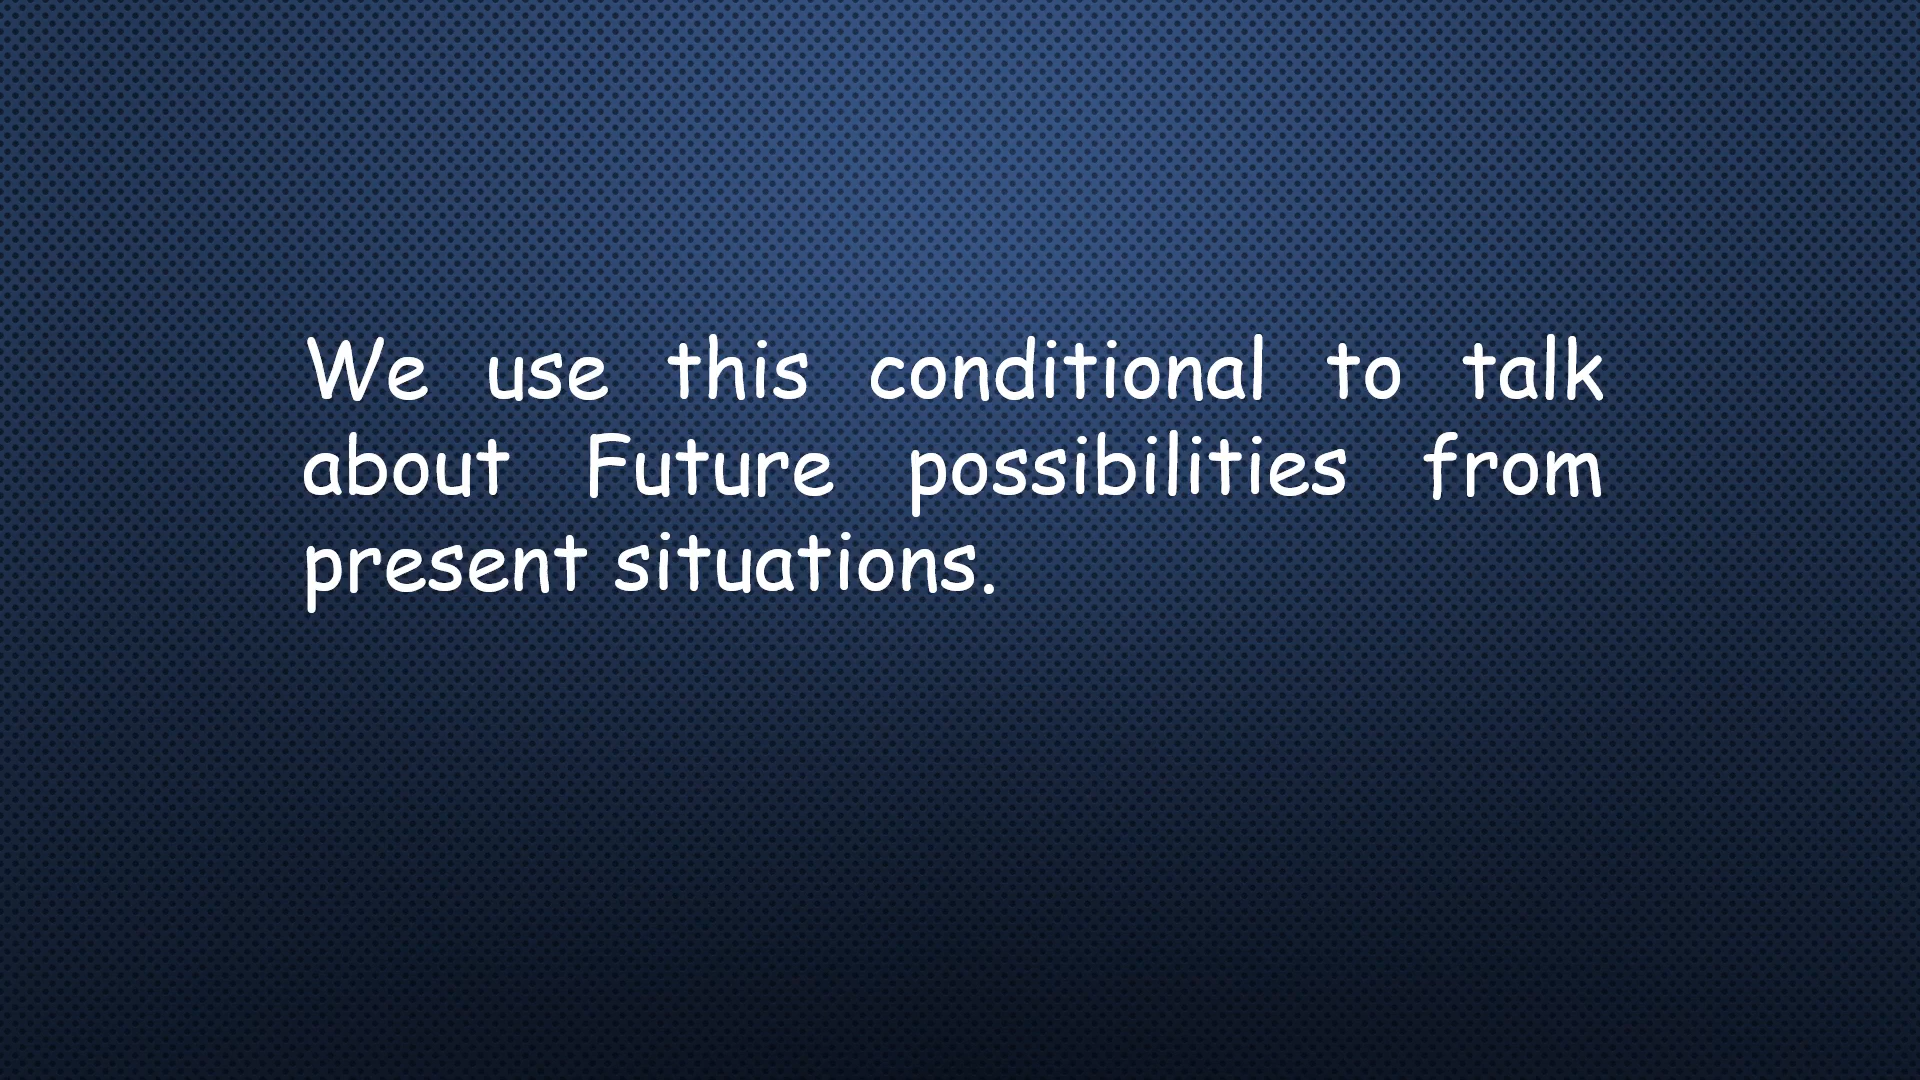 We use this conditional to talk
about Future possibilities from
present situations.